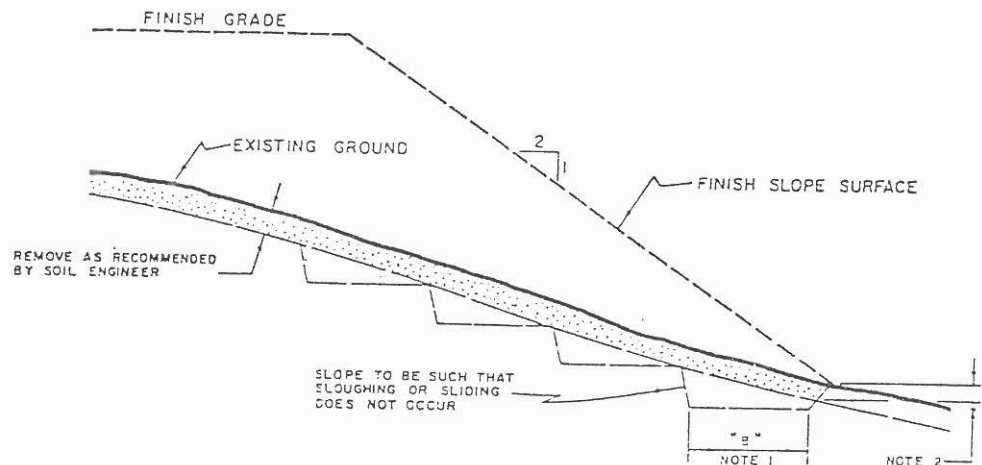 FINISH GRADE
2
1
EXISTING GROUND
FINISH SLOPE SURFACE
REMOVE AS RECOMMENDED
BY SOIL ENGINEER
SLOPE TO BE SUCH THAT
SLOUGHING OR SLIDING
DOES NOT OCCUR
"B"
NOTE 1
NOTE 2